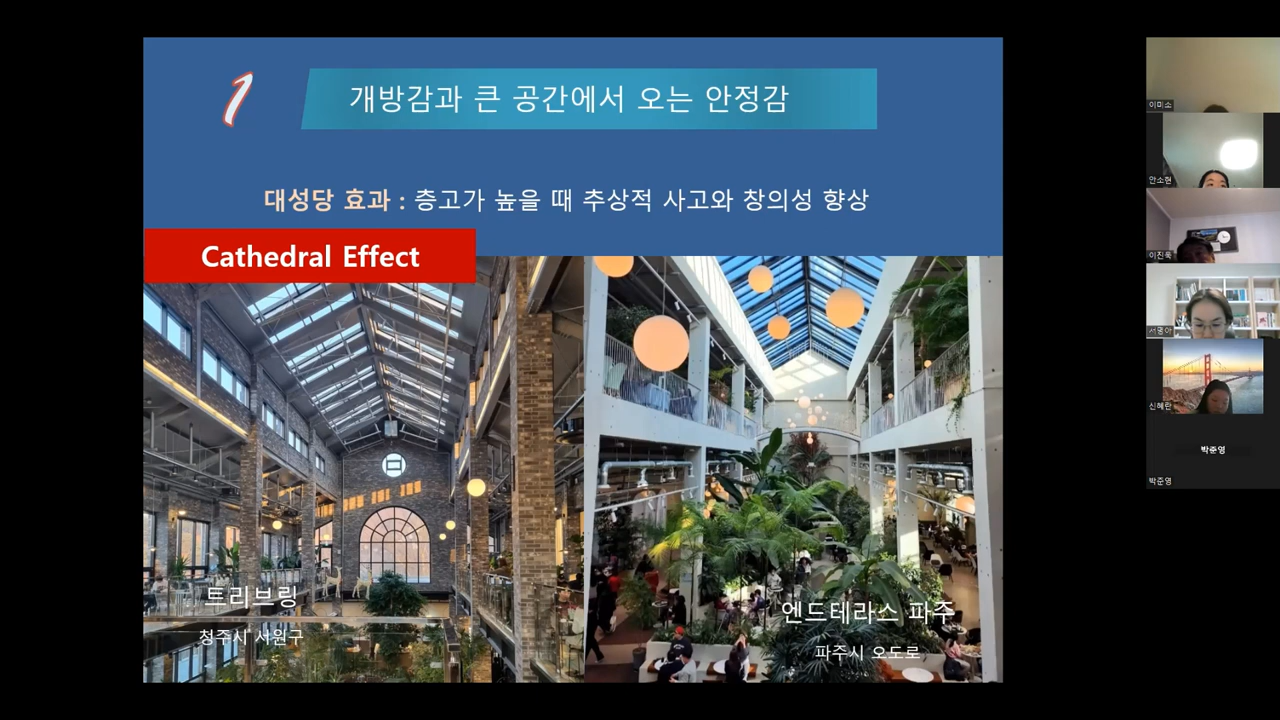 1
개방감과 큰 공간에서 오는 안정감
대성당 효과 : 층고가 높을 때 추상적 사고와 창의성 향상
Cathedral Effect
트리브링
청주시 서원구
엔드테라스 파주
파주시 오도로
이미소
안소현
이진욱
서명아
신혜란
박준영
박준영